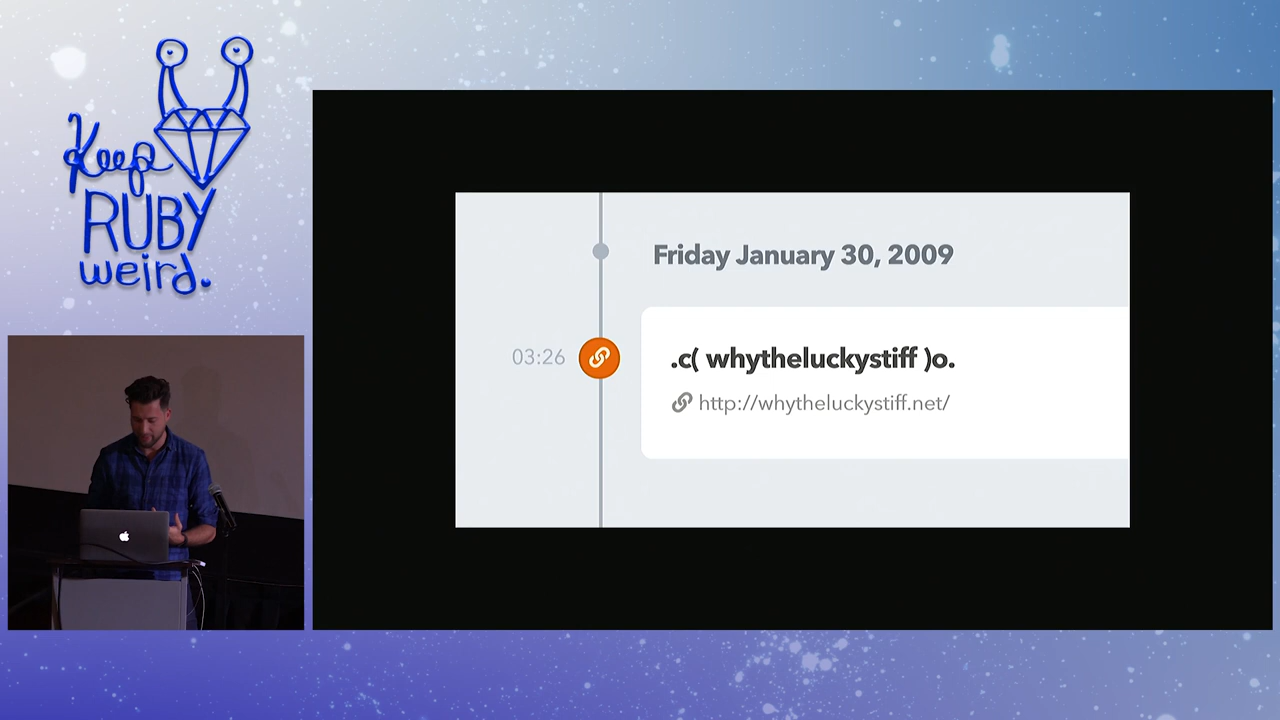 Keep
RUBY
weird.
Friday January 30, 2009
03:26
.c( whytheluckystiff )o.
http://whytheluckystiff.net/